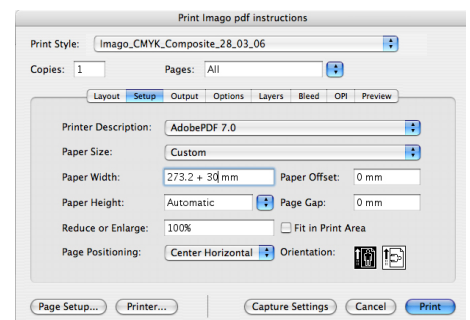 Print Imago pdf instructions
Print Style: Imago_CMYK_Composite_28_03_06
Copies: 1 Pages: All
Layout Setup Output Options Layers Bleed OPI Preview
Printer Description: AdobePDF 7.0
Paper Size: Custom
Paper Width: 273.2 + 30 mm Paper Offset: 0 mm
Paper Height: Automatic Page Gap: 0 mm
Reduce or Enlarge: 100% Fit in Print Area
Page Positioning: Center Horizontal Orientation:
Page Setup... Printer... Capture Settings Cancel Print